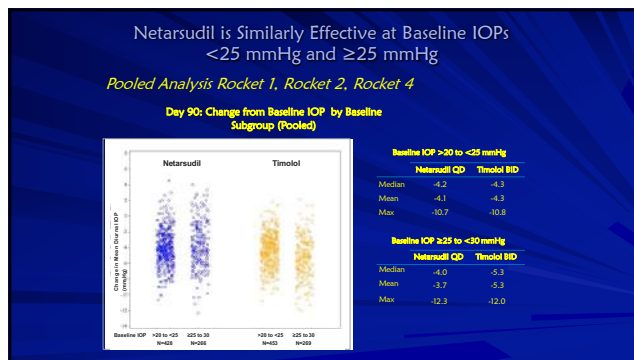 Netarsudil is Similarly Effective at Baseline IOPs
<25 mmHg and ≥25 mmHg
Pooled Analysis Rocket 1, Rocket 2, Rocket 4
Day 90: Change from Baseline IOP by Baseline
Subgroup (Pooled)
Netarsudil Timolol
Change in Mean Diurnal IOP
(mmHg)
Baseline IOP >20 to <25 ≥25 to 30 >20 to <25 ≥25 to 30
N=428 N=266 N=453 N=269
Baseline IOP >20 to <25 mmHg
Netarsudil QD Timolol BID
Median -4.2 -4.3
Mean -4.1 -4.3
Max -10.7 -10.8
Baseline IOP ≥25 to <30 mmHg
Netarsudil QD Timolol BID
Median -4.0 -5.3
Mean -3.7 -5.3
Max -12.3 -12.0